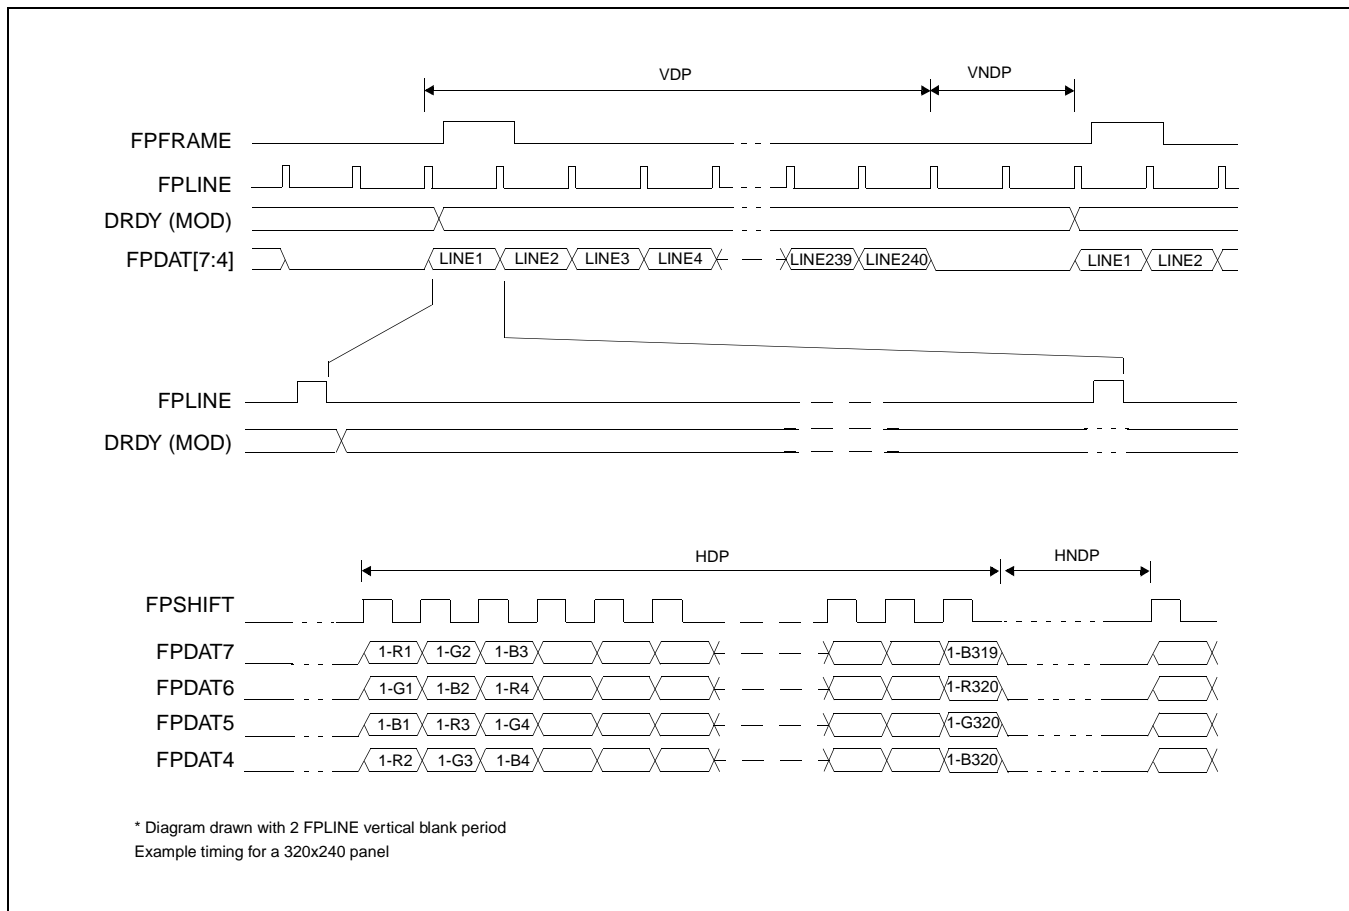 VDP VNDP
FPFRAME
FPLINE
DRDY (MOD)
FPDAT[7:4] LINE1 LINE2 LINE3 LINE4 LINE239 LINE240 LINE1 LINE2
FPLINE
DRDY (MOD)
HDP HNDP
FPSHIFT
FPDAT7 1-R1 1-G2 1-B3 1-B319
FPDAT6 1-G1 1-B2 1-R4 1-R320
FPDAT5 1-B1 1-R3 1-G4 1-G320
FPDAT4 1-R2 1-G3 1-B4 1-B320
* Diagram drawn with 2 FPLINE vertical blank period
Example timing for a 320x240 panel